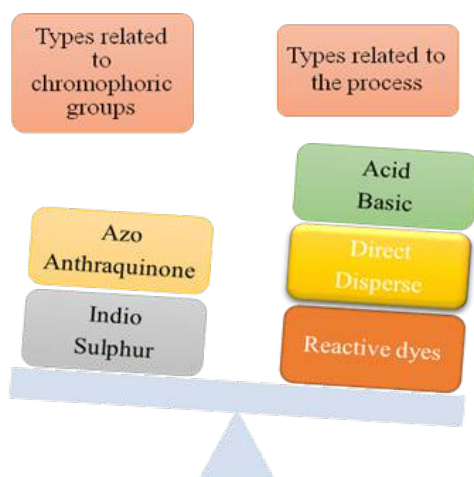 Types related
to
chromophoric
groups
Types related to
the process
Azo
Anthraquinone
Indio
Sulphur
Acid
Basic
Direct
Disperse
Reactive dyes